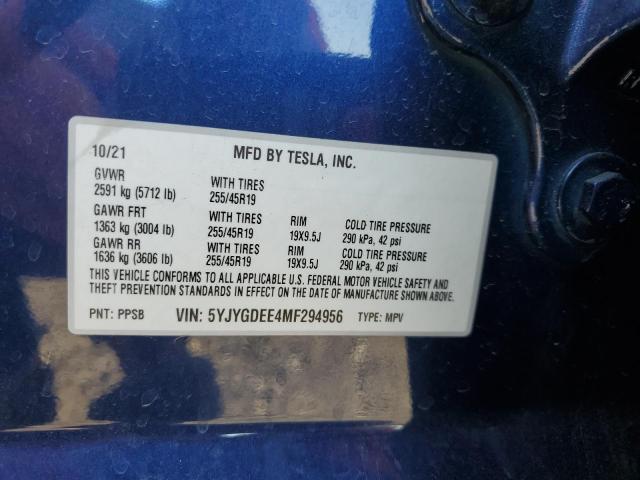 10/21 MFD BY TESLA, INC.
GVWR
2591 kg (5712 lb) WITH TIRES 255/45R19
GAWR FRT
1363 kg (3004 lb) WITH TIRES 255/45R19 RIM 19X9.5J COLD TIRE PRESSURE 290 kPa, 42 psi
GAWR RR
1636 kg (3606 lb) WITH TIRES 255/45R19 RIM 19X9.5J COLD TIRE PRESSURE 290 kPa, 42 psi
THIS VEHICLE CONFORMS TO ALL APPLICABLE U.S. FEDERAL MOTOR VEHICLE SAFETY AND
THEFT PREVENTION STANDARDS IN EFFECT ON THE DATE OF MANUFACTURE SHOWN ABOVE.
PNT: PPSB VIN: 5YJYGDEE4MF294956 TYPE: MPV